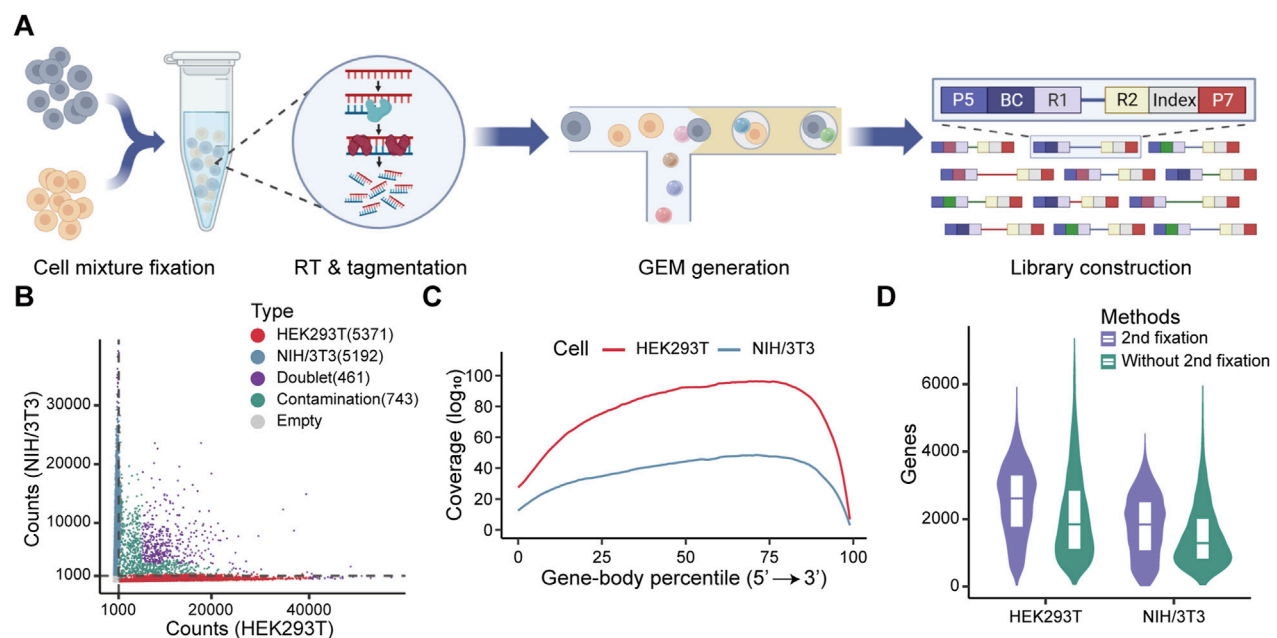 A
P5 BC R1 R2 Index P7
Cell mixture fixation
RT & tagmentation
GEM generation
Library construction
B
Type
HEK293T(5371)
NIH/3T3(5192)
Doublet(461)
Contamination(743)
Empty
Counts (NIH/3T3)
30000
20000
10000
1000
1000 20000 40000
Counts (HEK293T)
C
Cell HEK293T NIH/3T3
Coverage (log₁₀)
100
80
60
40
20
0
0 25 50 75 100
Gene-body percentile (5’ → 3’)
D
Methods
2nd fixation
Without 2nd fixation
Genes
6000
4000
2000
0
HEK293T NIH/3T3